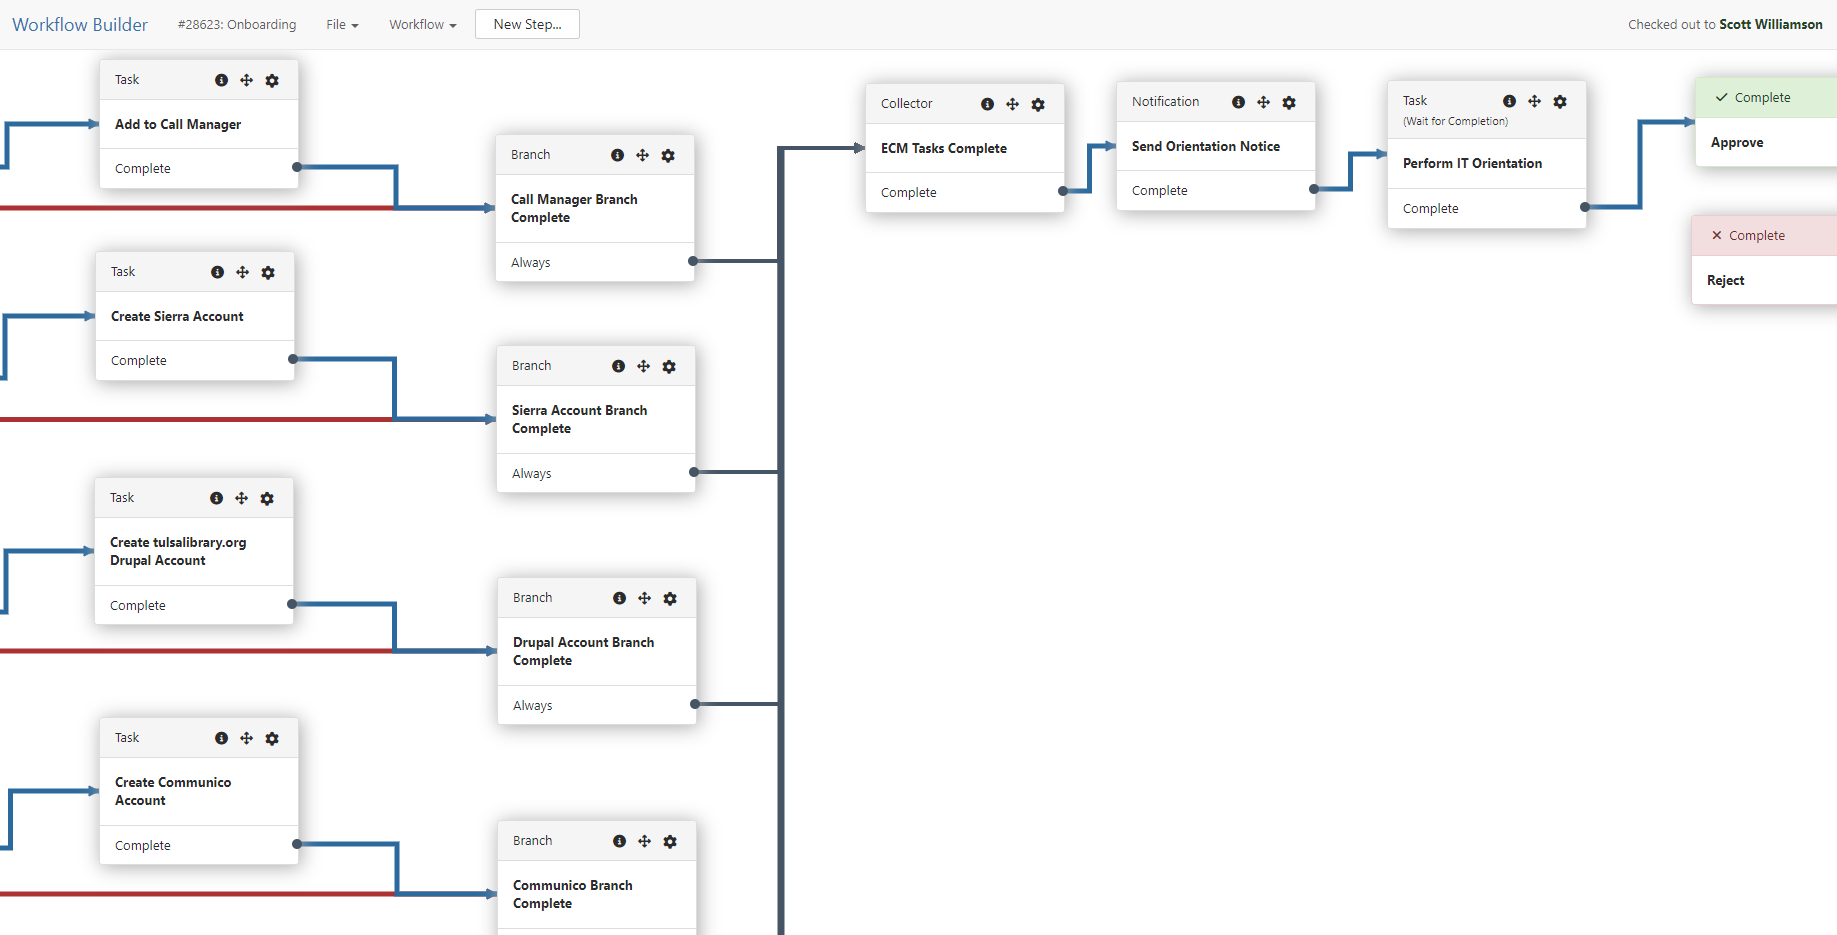 Workflow Builder
#28623: Onboarding
File
Workflow
New Step...
Checked out to Scott Williamson
Task
Add to Call Manager
Complete
Branch
Call Manager Branch
Complete
Always
Task
Create Sierra Account
Complete
Branch
Sierra Account Branch
Complete
Always
Task
Create tulsalibrary.org
Drupal Account
Complete
Branch
Drupal Account Branch
Complete
Always
Task
Create Communico
Account
Complete
Branch
Communico Branch
Complete
Collector
ECM Tasks Complete
Complete
Notification
Send Orientation Notice
Complete
Task
(Wait for Completion)
Perform IT Orientation
Complete
Complete
Approve
Complete
Reject